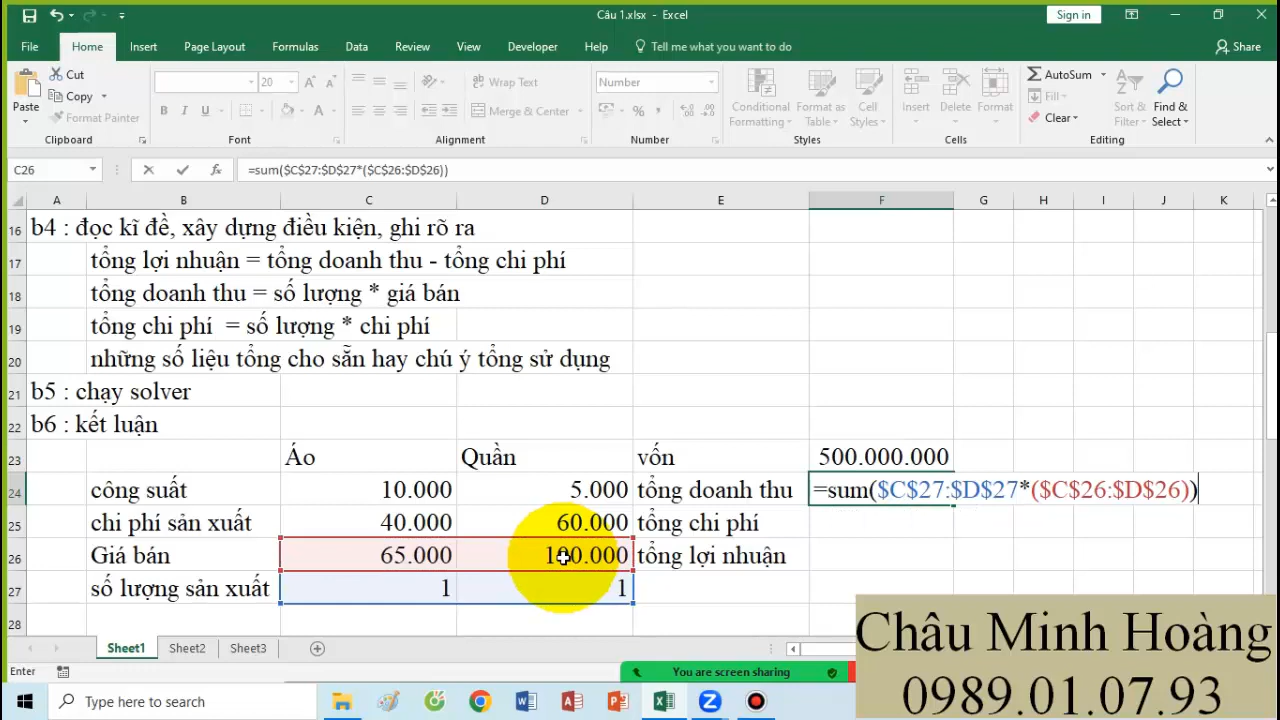 Câu 1.xlsx - Excel
Sign in
File Home Insert Page Layout Formulas Data Review View Developer Help Tell me what you want to do Share
Paste Cut Copy Format Painter
20
Wrap Text
Merge & Center
Number
Conditional Formatting Format as Table Cell Styles
Insert Delete Format
AutoSum Fill Clear
Sort & Filter Find & Select
Clipboard Font Alignment Number Styles Cells Editing
C26 =sum($C$27:$D$27*($C$26:$D$26))
A B C D E F G H I J K
16 b4 : đọc kĩ đề, xây dựng điều kiện, ghi rõ ra
17 tổng lợi nhuận = tổng doanh thu - tổng chi phí
18 tổng doanh thu = số lượng * giá bán
19 tổng chi phí = số lượng * chi phí
20 những số liệu tổng cho sẵn hay chú ý tổng sử dụng
21 b5 : chạy solver
22 b6 : kết luận
23 Áo Quần vốn 500.000.000
24 công suất 10.000 5.000 tổng doanh thu =sum($C$27:$D$27*($C$26:$D$26))
25 chi phí sản xuất 40.000 60.000 tổng chi phí
26 Giá bán 65.000 100.000 tổng lợi nhuận
27 số lượng sản xuất 1 1
28
Sheet1 Sheet2 Sheet3
Enter
You are screen sharing
Type here to search
Châu Minh Hoàng
0989.01.07.93